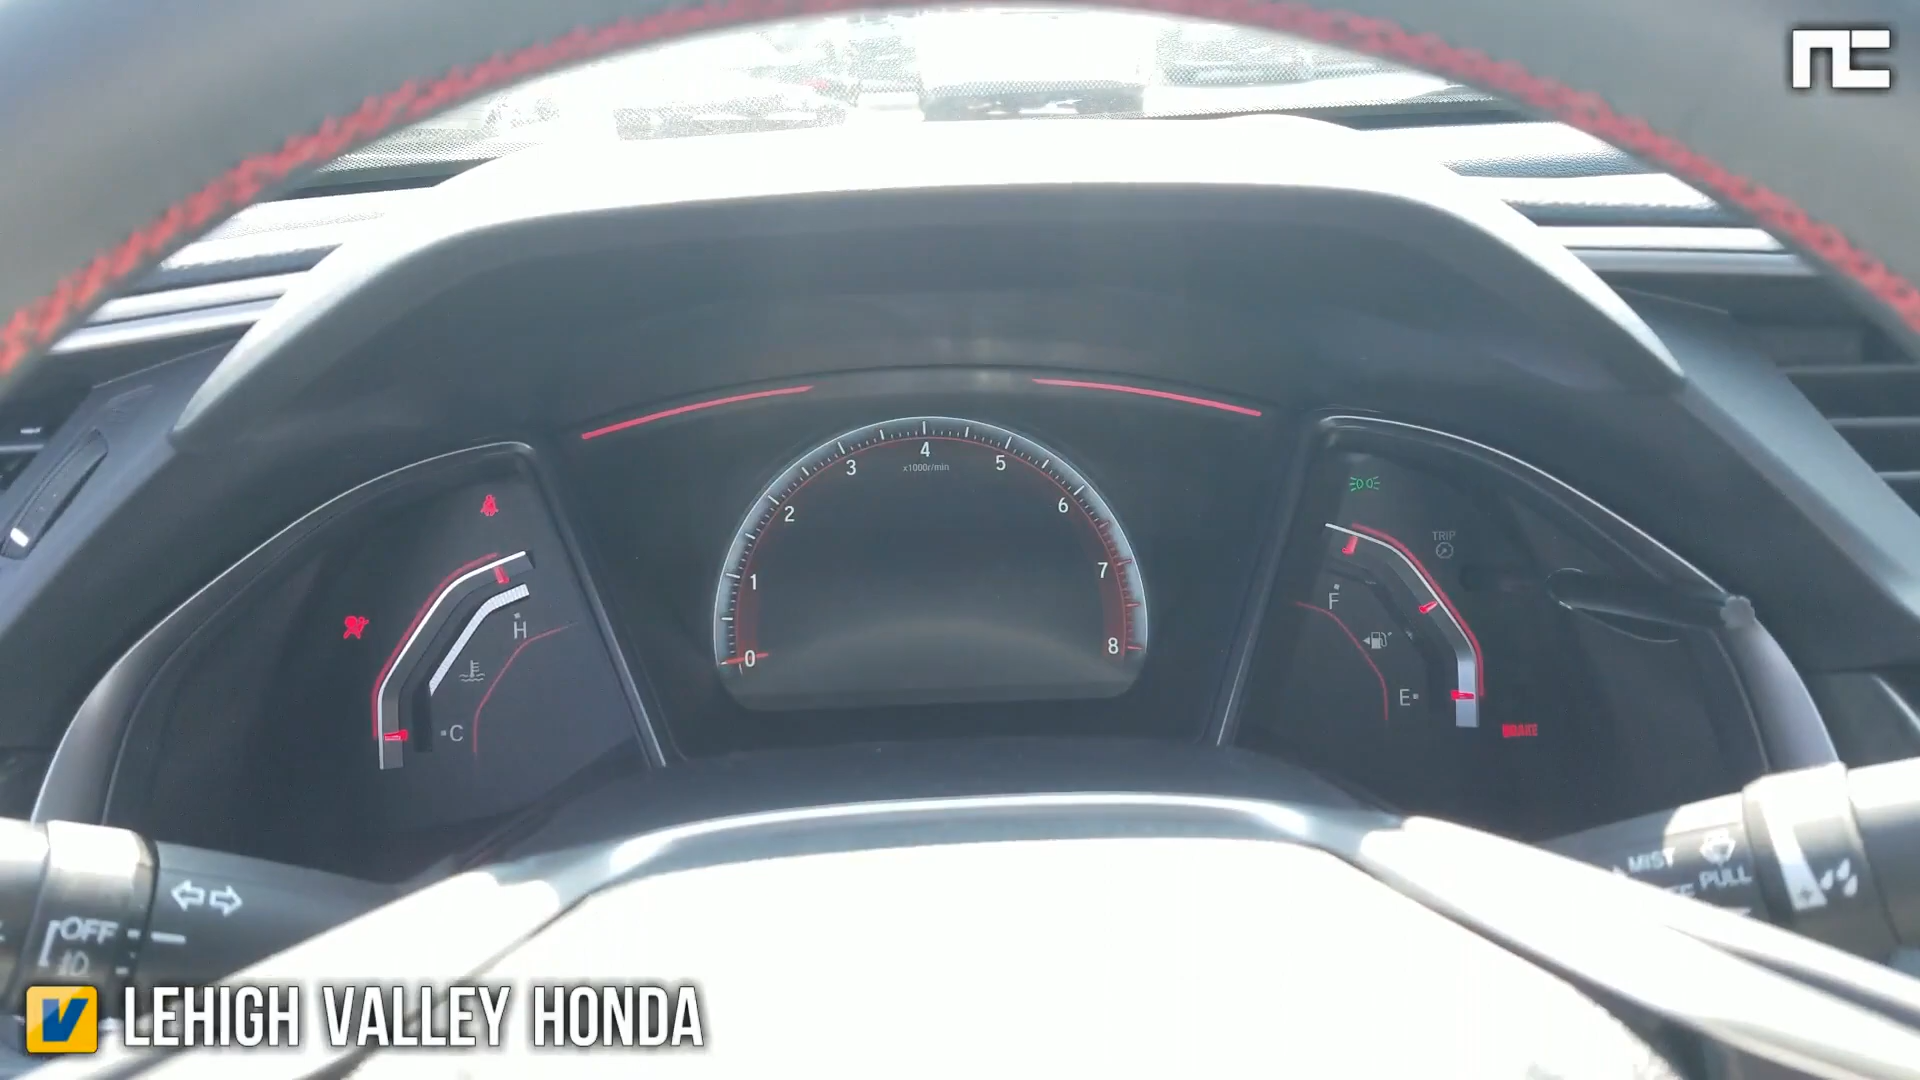 4
x1000r/min
3
5
2
6
1
7
0
8
H
C
TRIP
F
E
BRAKE
MIST
PULL
OFF
LEHIGH VALLEY HONDA